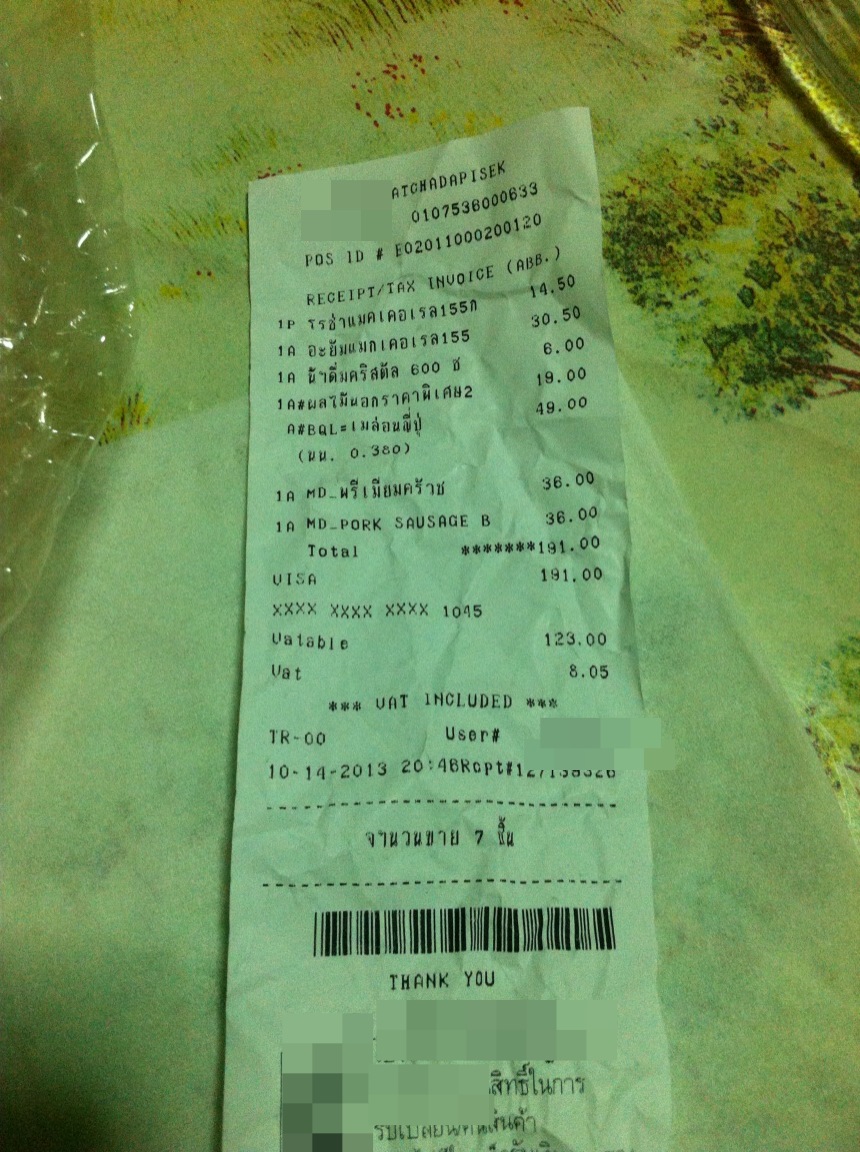 ATCHADAPISEK
0107536000633
POS ID # E02011000200120
RECEIPT/TAX INVOICE (ABB.)
1P โรซ่าแมคเคอเรล155ก 14.50
1A อะยัมแมกเคอเรล155 30.50
1A น้ำดื่มคริสตัล 600 ซ 6.00
1A#ผลไม้นอกราคาพิเศษ2 19.00
A#BQL=เมล่อนญี่ปุ่ 49.00
(นน. 0.380)
1A MD_พรีเมียมคร้าช 36.00
1A MD_PORK SAUSAGE B 36.00
Total *******191.00
VISA 191.00
XXXX XXXX XXXX 1045
Vatable 123.00
Vat 8.05
*** VAT INCLUDED ***
TR-00 User#
10-14-2013 20:46Rcpt#
จำนวนขาย 7 ชิ้น
THANK YOU
สิทธิ์ในการ